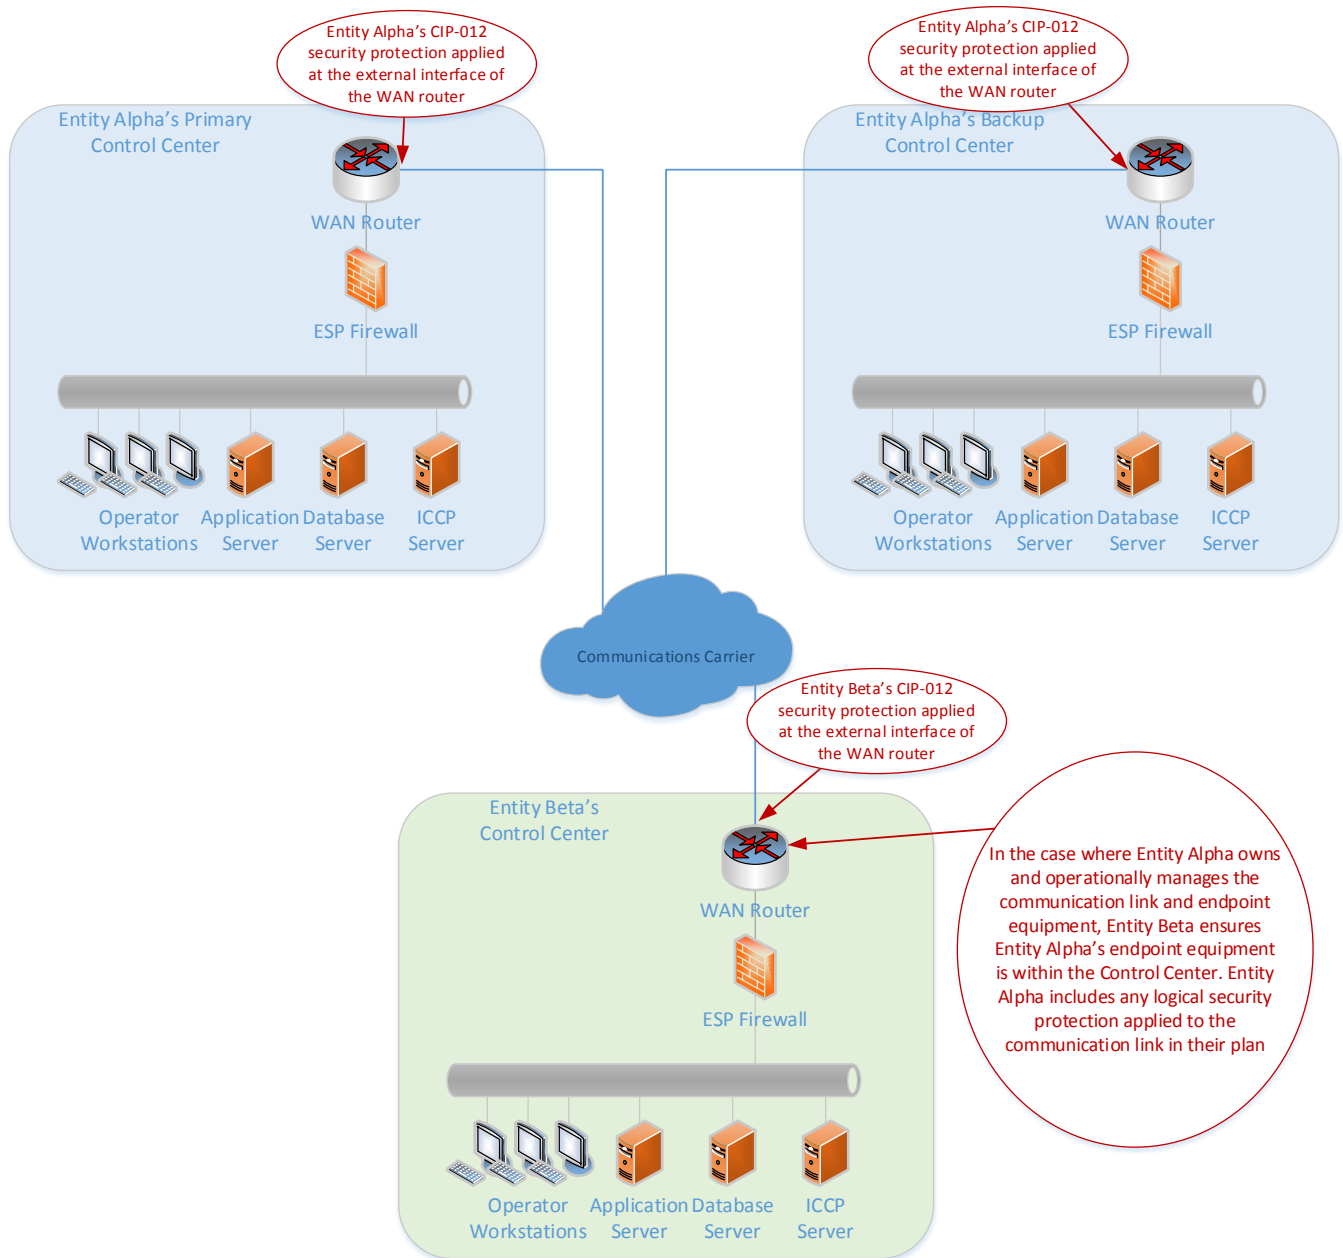 Entity Alpha’s CIP-012
security protection applied
at the external interface of
the WAN router
Entity Alpha’s CIP-012
security protection applied
at the external interface of
the WAN router
Entity Alpha’s Primary
Control Center
WAN Router
ESP Firewall
Operator
Workstations
Application
Server
Database
Server
ICCP
Server
Entity Alpha’s Backup
Control Center
WAN Router
ESP Firewall
Operator
Workstations
Application
Server
Database
Server
ICCP
Server
Communications Carrier
Entity Beta’s CIP-012
security protection applied
at the external interface of
the WAN router
Entity Beta’s
Control Center
WAN Router
ESP Firewall
Operator
Workstations
Application
Server
Database
Server
ICCP
Server
In the case where Entity Alpha owns
and operationally manages the
communication link and endpoint
equipment, Entity Beta ensures
Entity Alpha’s endpoint equipment
is within the Control Center. Entity
Alpha includes any logical security
protection applied to the
communication link in their plan